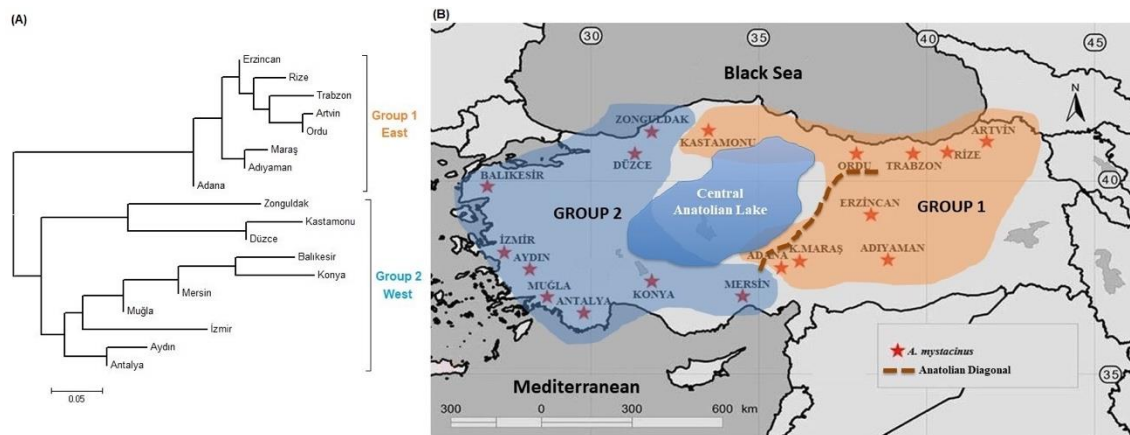 (A)
Erzincan
Rize
Trabzon
Artvin
Ordu
Maraş
Adıyaman
Adana
Group 1
East
Zonguldak
Kastamonu
Düzce
Balıkesir
Konya
Mersin
Muğla
İzmir
Aydın
Antalya
Group 2
West
0.05
(B)
30
35
40
45
Black Sea
N
ZONGULDAK
KASTAMONU
DÜZCE
ARTVİN
ORDU
TRABZON
RİZE
40
BALIKESİR
Central
Anatolian Lake
GROUP 2
ERZİNCAN
GROUP 1
İZMİR
AYDIN
ADANA
K.MARAŞ
ADIYAMAN
MUĞLA
ANTALYA
KONYA
MERSİN
A. mystacinus
Anatolian Diagonal
35
Mediterranean
300 0 300 600 km